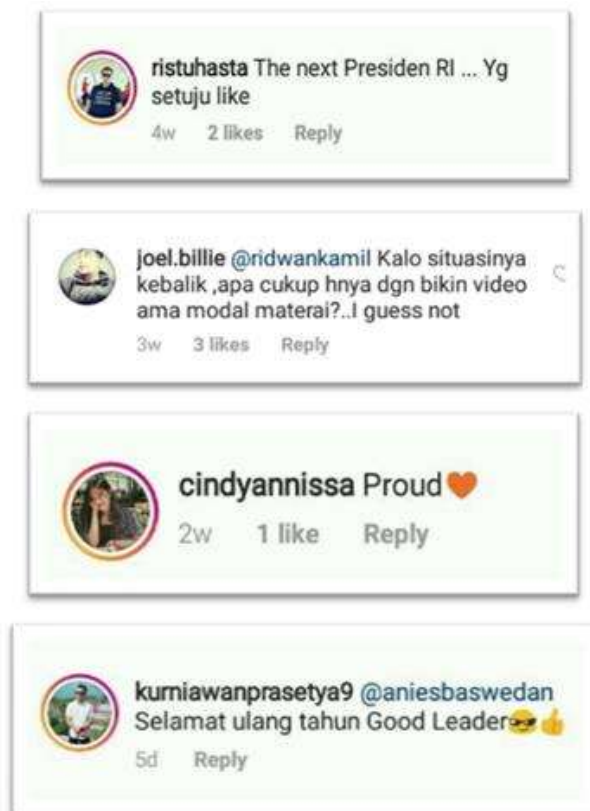 ristuhasta The next Presiden RI ... Yg
setuju like
4w 2 likes Reply
joel.billie @ridwankamil Kalo situasinya
kebalik ,apa cukup hnya dgn bikin video
ama modal materai?..I guess not
3w 3 likes Reply
cindyannissa Proud🧡
2w 1 like Reply
kurniawanprasetya9 @aniesbaswedan
Selamat ulang tahun Good Leader😎👍
5d Reply